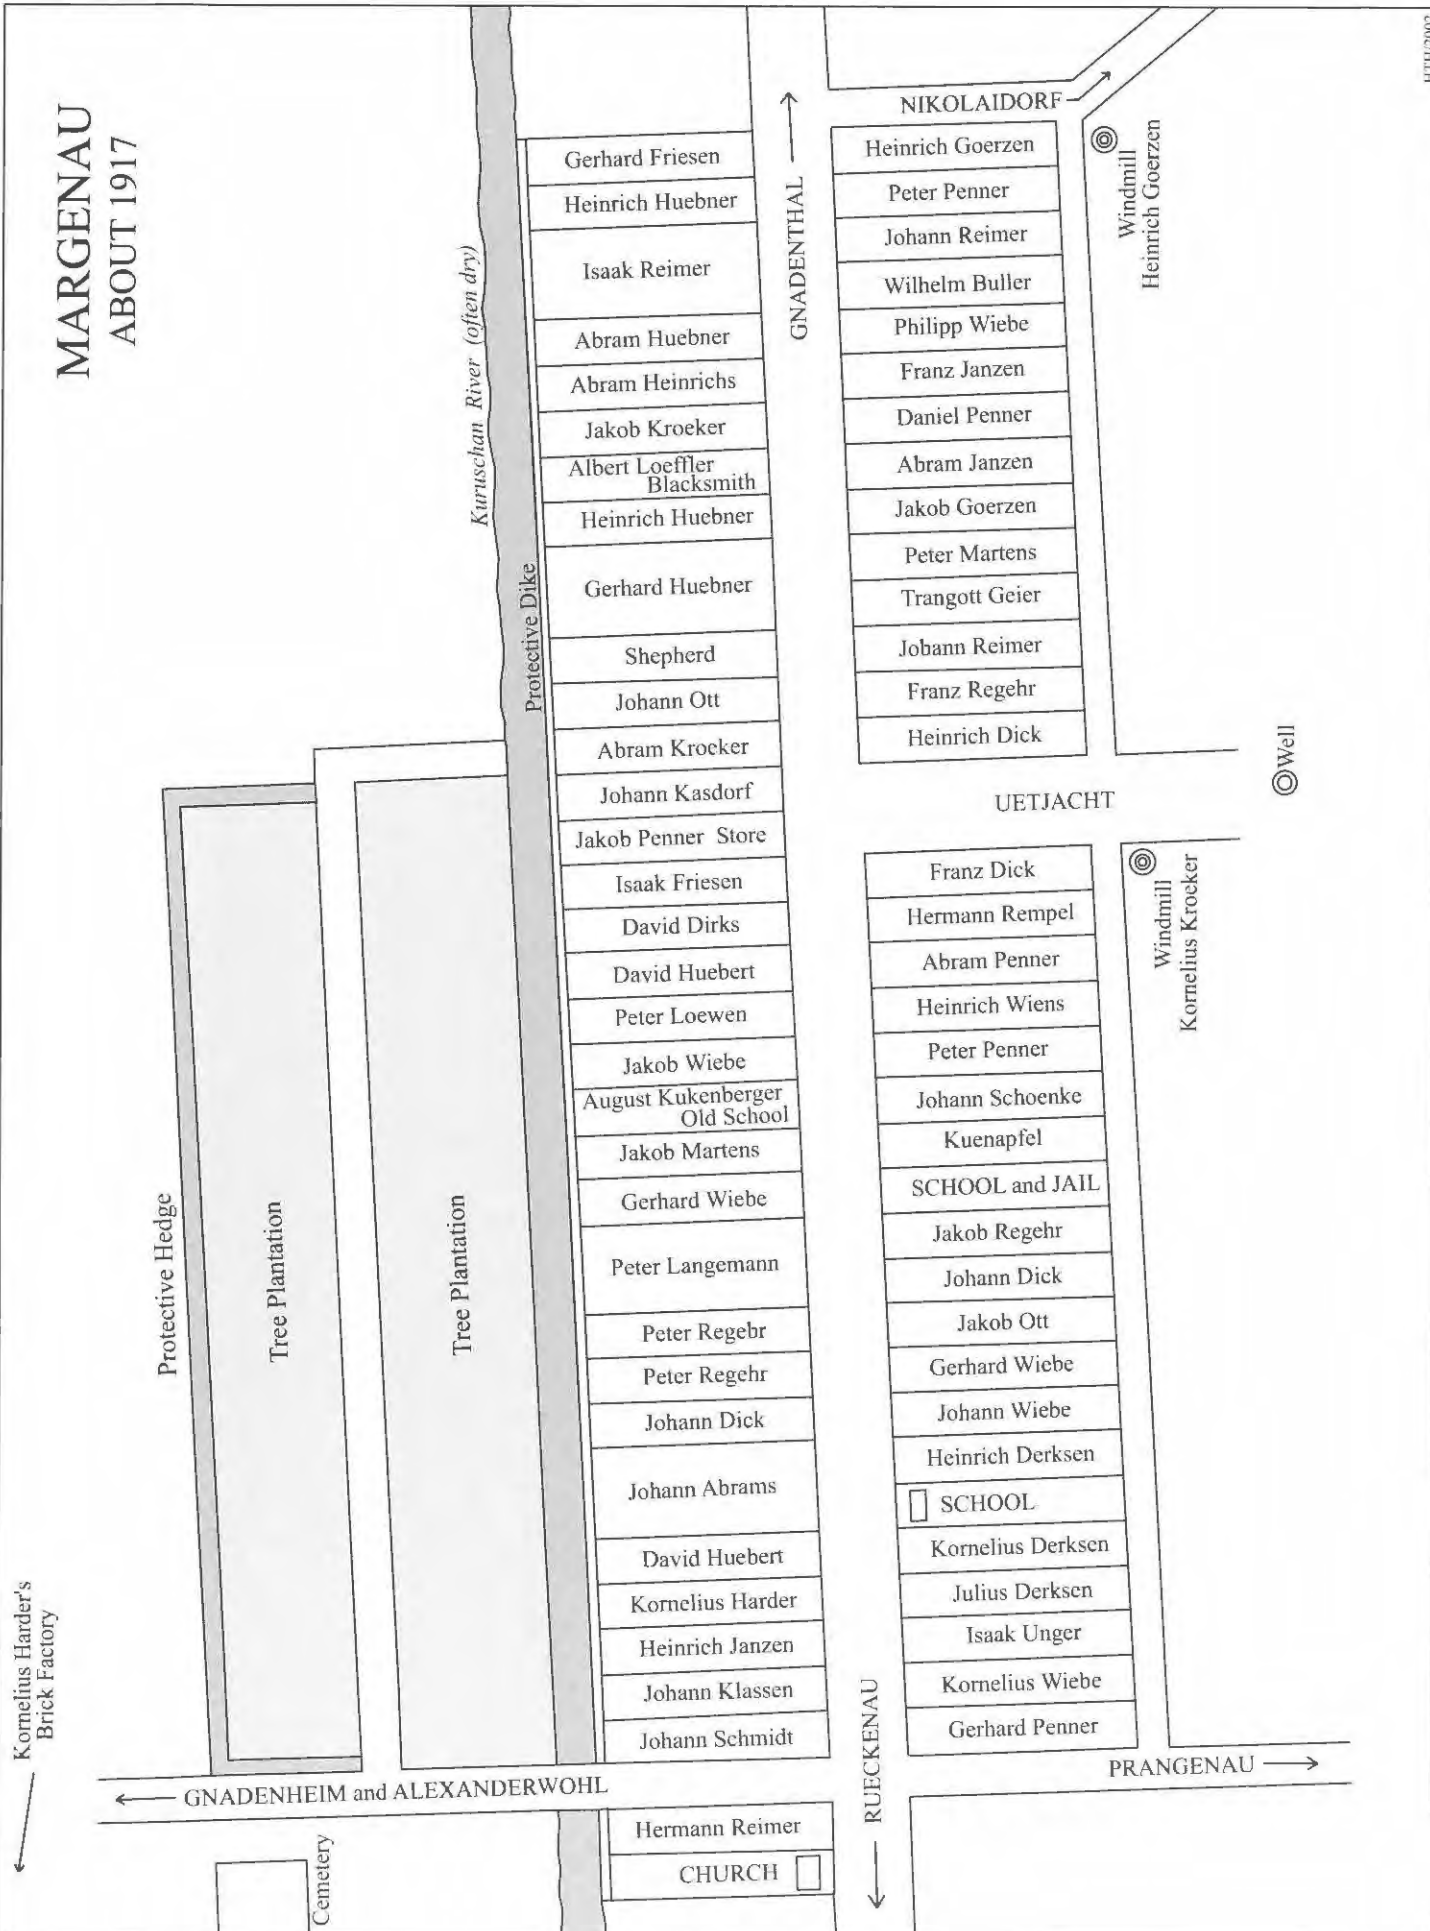 MARGENAU
ABOUT 1917
HTH/2002
Kuruschan River (often dry)
Protective Dike
Gerhard Friesen
Heinrich Huebner
Isaak Reimer
Abram Huebner
Abram Heinrichs
Jakob Kroeker
Albert Loeffler
Blacksmith
Heinrich Huebner
Gerhard Huebner
Shepherd
Johann Ott
Abram Kroeker
Johann Kasdorf
Jakob Penner Store
Isaak Friesen
David Dirks
David Huebert
Peter Loewen
Jakob Wiebe
August Kukenberger
Old School
Jakob Martens
Gerhard Wiebe
Peter Langemann
Peter Regebr
Peter Regehr
Johann Dick
Johann Abrams
David Huebert
Kornelius Harder
Heinrich Janzen
Johann Klassen
Johann Schmidt
Hermann Reimer
CHURCH
GNADENTHAL
RUECKENAU
NIKOLAIDORF
Heinrich Goerzen
Peter Penner
Johann Reimer
Wilhelm Buller
Philipp Wiebe
Franz Janzen
Daniel Penner
Abram Janzen
Jakob Goerzen
Peter Martens
Trangott Geier
Jobann Reimer
Franz Regehr
Heinrich Dick
UETJACHT
Franz Dick
Hermann Rempel
Abram Penner
Heinrich Wiens
Peter Penner
Johann Schoenke
Kuenapfel
SCHOOL and JAIL
Jakob Regehr
Johann Dick
Jakob Ott
Gerhard Wiebe
Johann Wiebe
Heinrich Derksen
SCHOOL
Kornelius Derksen
Julius Derksen
Isaak Unger
Kornelius Wiebe
Gerhard Penner
PRANGENAU
Windmill
Heinrich Goerzen
Well
Windmill
Kornelius Kroeker
Protective Hedge
Tree Plantation
Tree Plantation
Kornelius Harder's
Brick Factory
GNADENHEIM and ALEXANDERWOHL
Cemetery